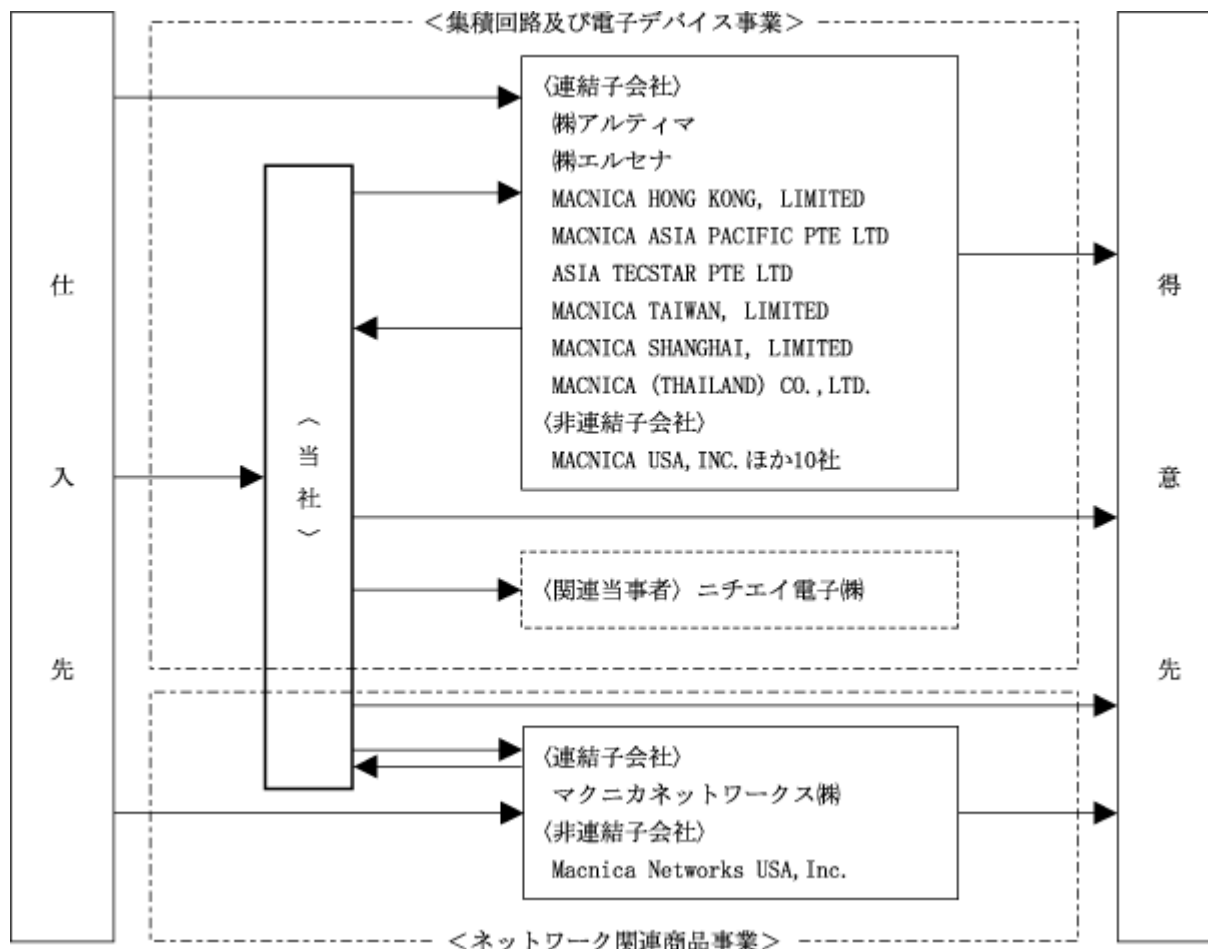 ＜集積回路及び電子デバイス事業＞
仕入先
〈当社〉
〈連結子会社〉
㈱アルティマ
㈱エルセナ
MACNICA HONG KONG, LIMITED
MACNICA ASIA PACIFIC PTE LTD
ASIA TECSTAR PTE LTD
MACNICA TAIWAN, LIMITED
MACNICA SHANGHAI, LIMITED
MACNICA (THAILAND) CO.,LTD.
〈非連結子会社〉
MACNICA USA,INC.ほか10社
〈関連当事者〉ニチエイ電子㈱
〈連結子会社〉
マクニカネットワークス㈱
〈非連結子会社〉
Macnica Networks USA,Inc.
得意先
＜ネットワーク関連商品事業＞